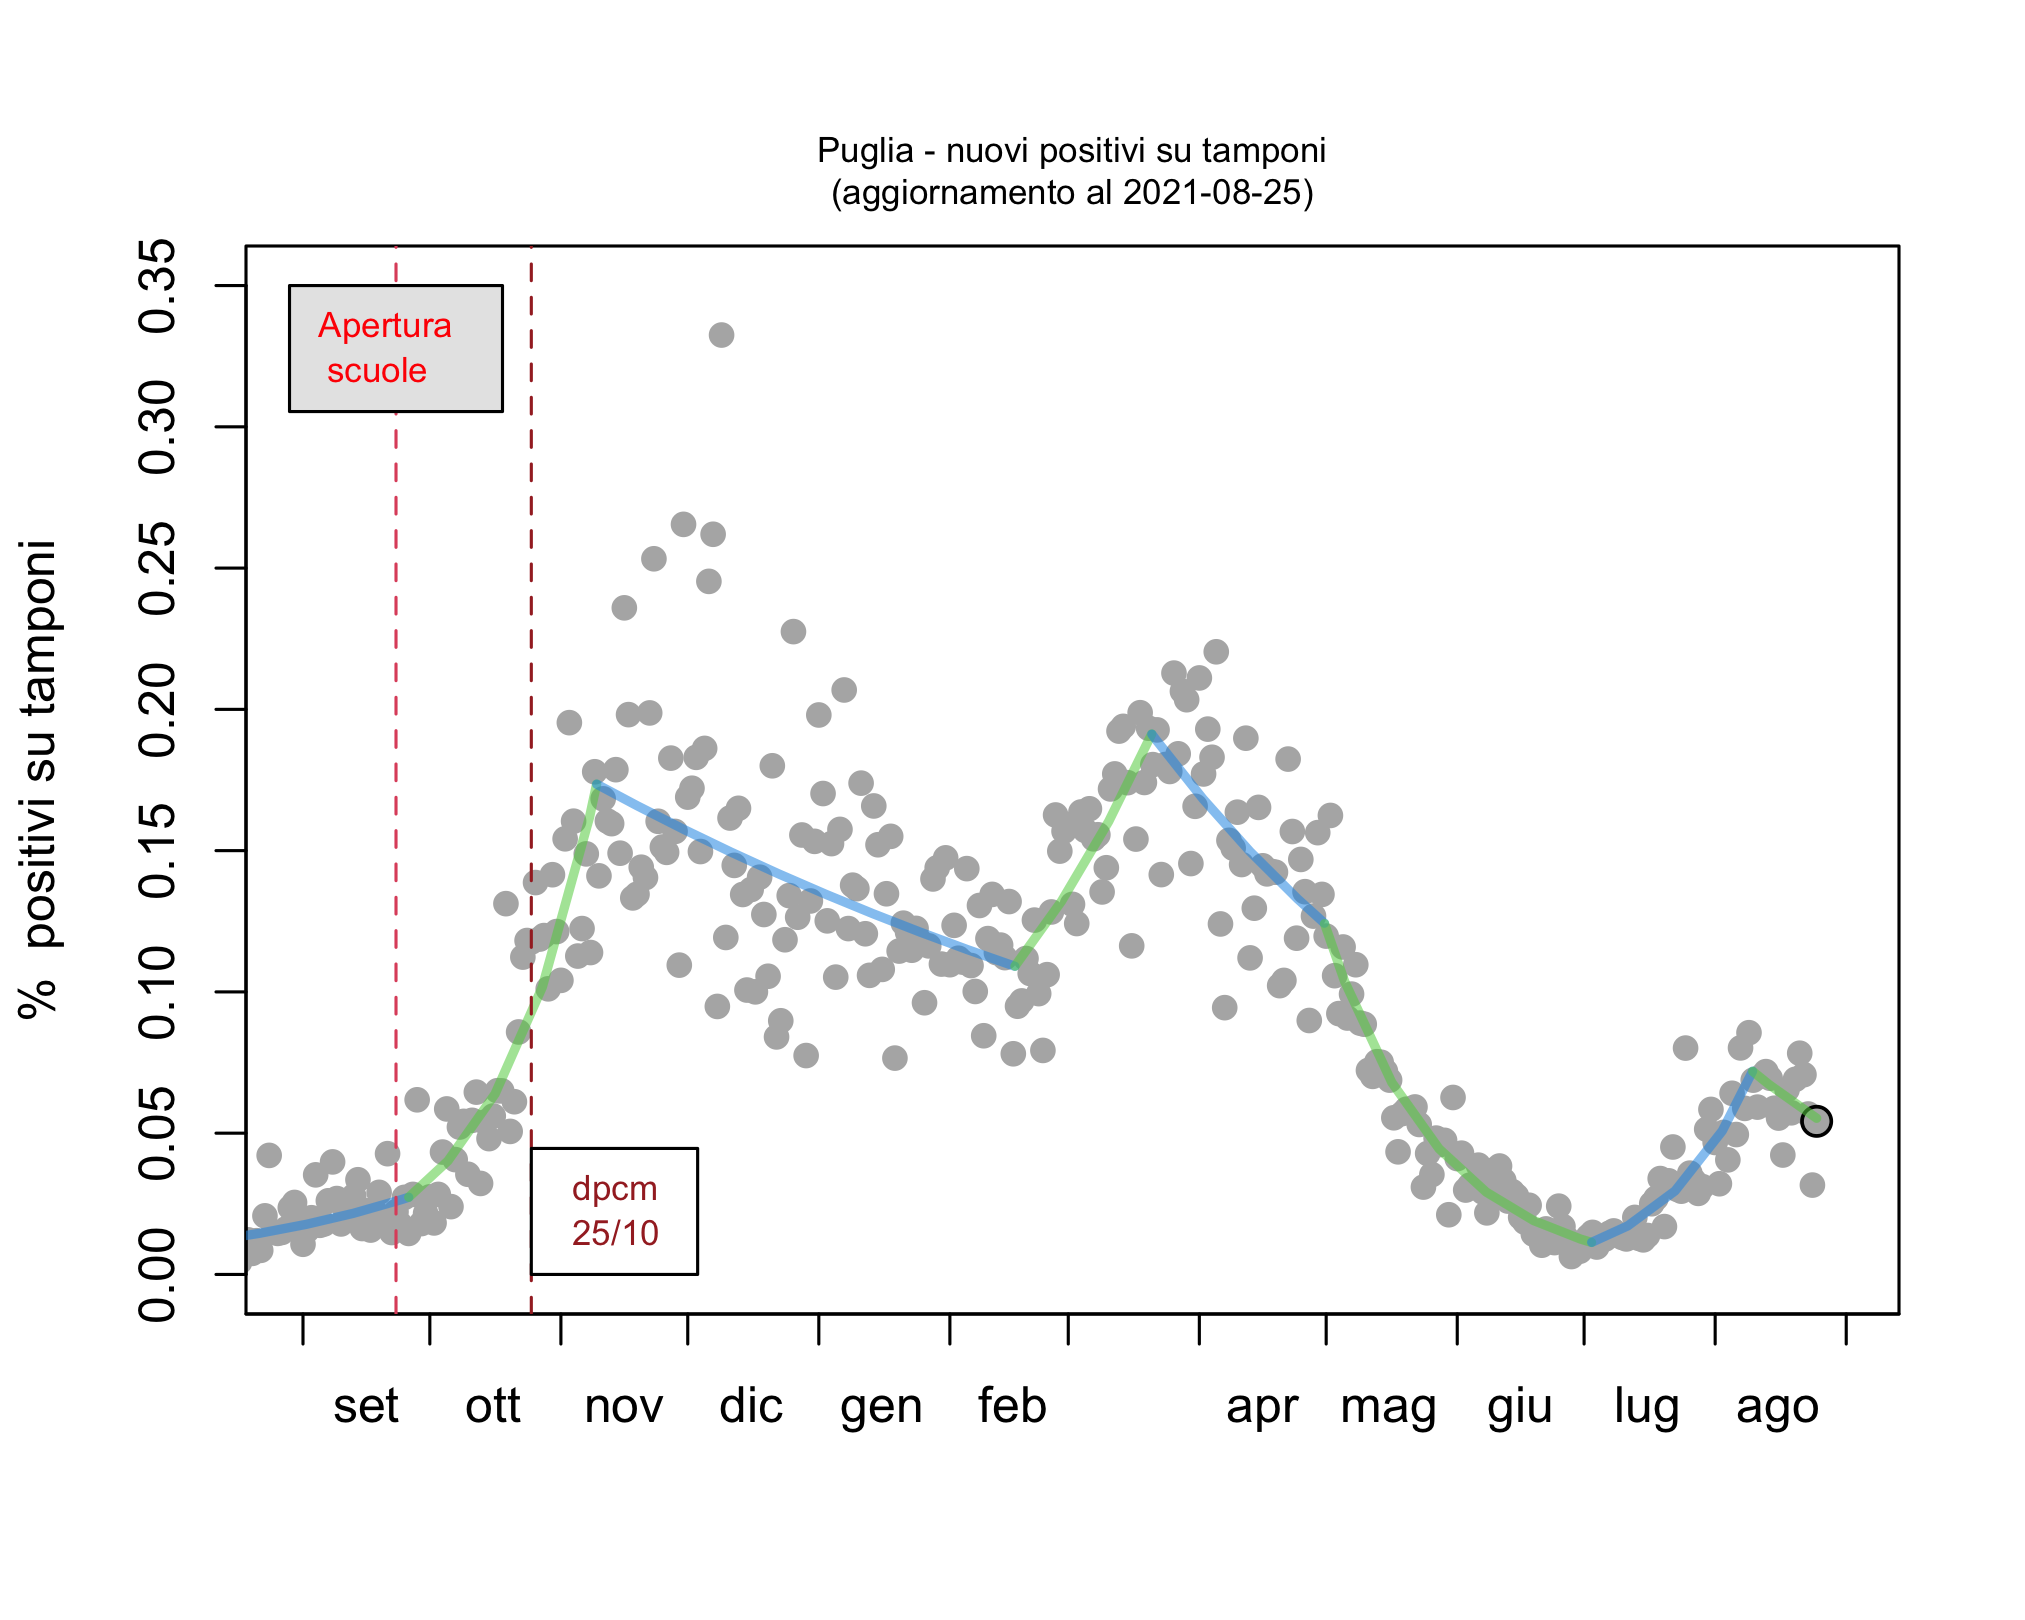 Puglia - nuovi positivi su tamponi
(aggiornamento al 2021-08-25)
% positivi su tamponi
0.35
0.30
0.25
0.20
0.15
0.10
0.05
0.00
Apertura
scuole
dpcm
25/10
set ott nov dic gen feb apr mag giu lug ago